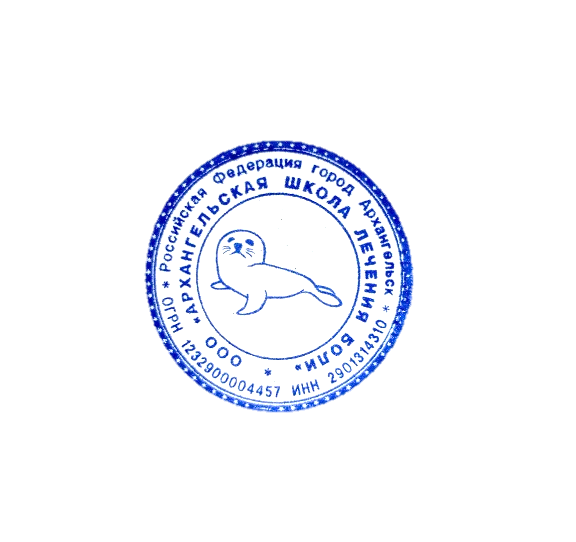 * Российская Федерация город Архангельск *
ОГРН 1232900004457 ИНН 2901314310
ООО «АРХАНГЕЛЬСКАЯ ШКОЛА ЛЕЧЕНИЯ БОЛИ» *